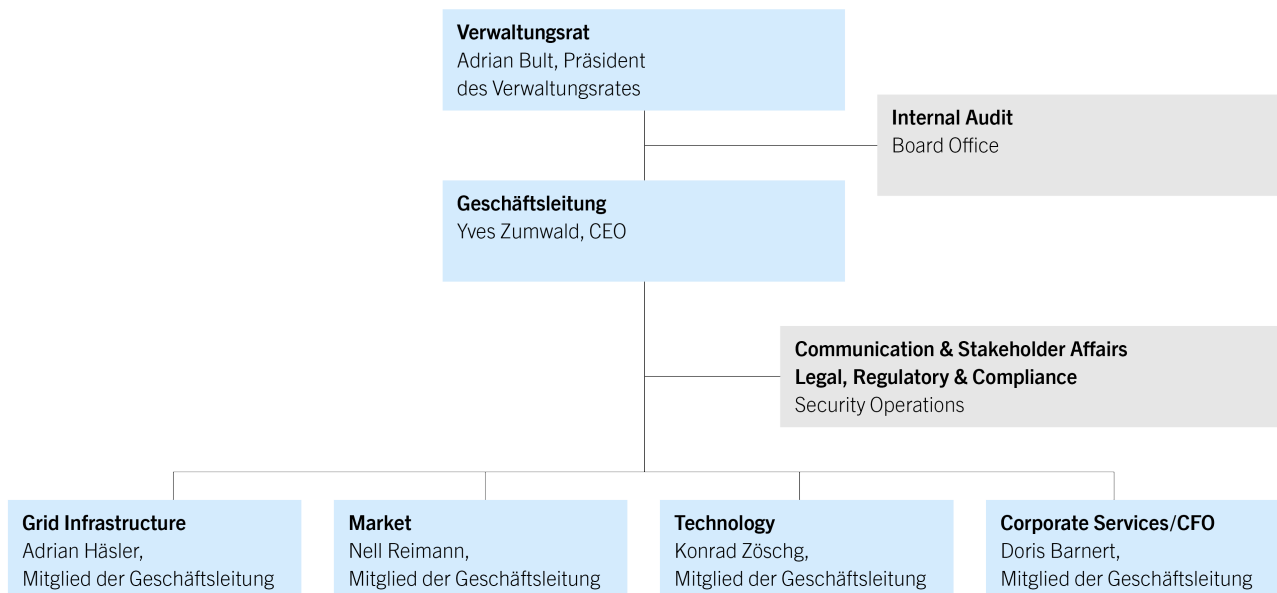 Verwaltungsrat
Adrian Bult, Präsident
des Verwaltungsrates
Internal Audit
Board Office
Geschäftsleitung
Yves Zumwald, CEO
Communication & Stakeholder Affairs
Legal, Regulatory & Compliance
Security Operations
Grid Infrastructure
Adrian Häsler,
Mitglied der Geschäftsleitung
Market
Nell Reimann,
Mitglied der Geschäftsleitung
Technology
Konrad Zöschg,
Mitglied der Geschäftsleitung
Corporate Services/CFO
Doris Barnert,
Mitglied der Geschäftsleitung